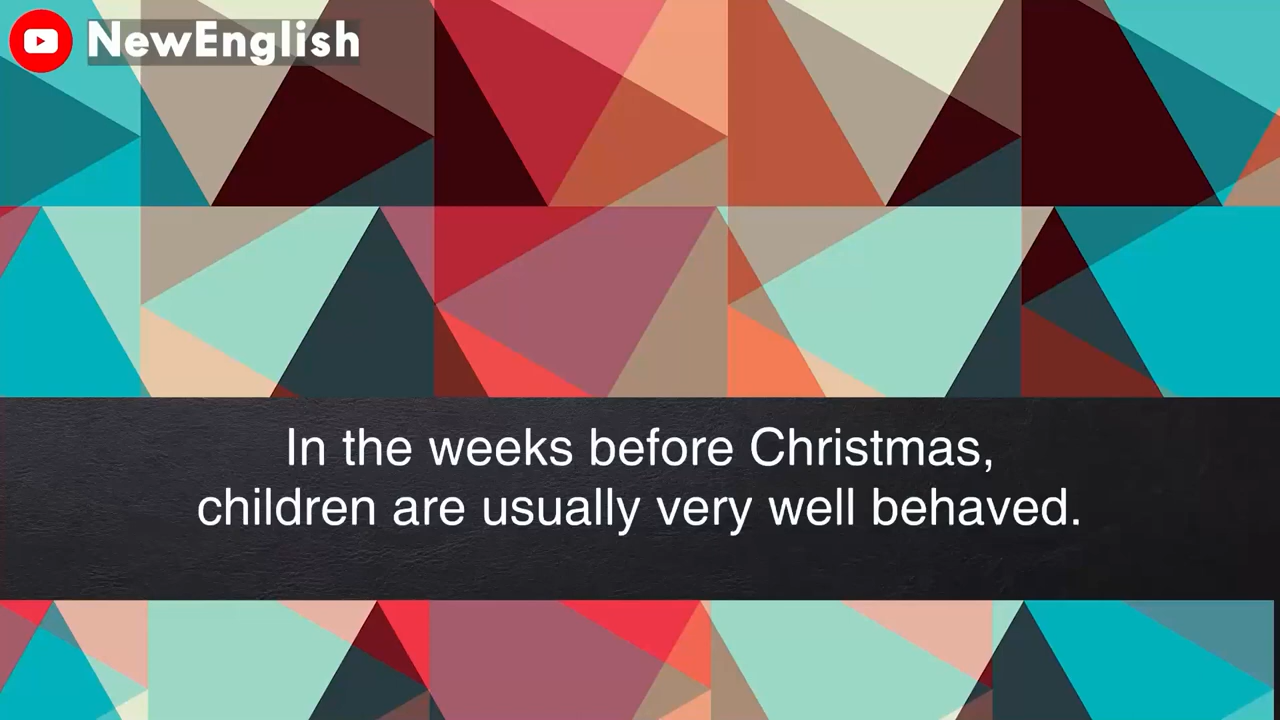 NewEnglish
In the weeks before Christmas,
children are usually very well behaved.